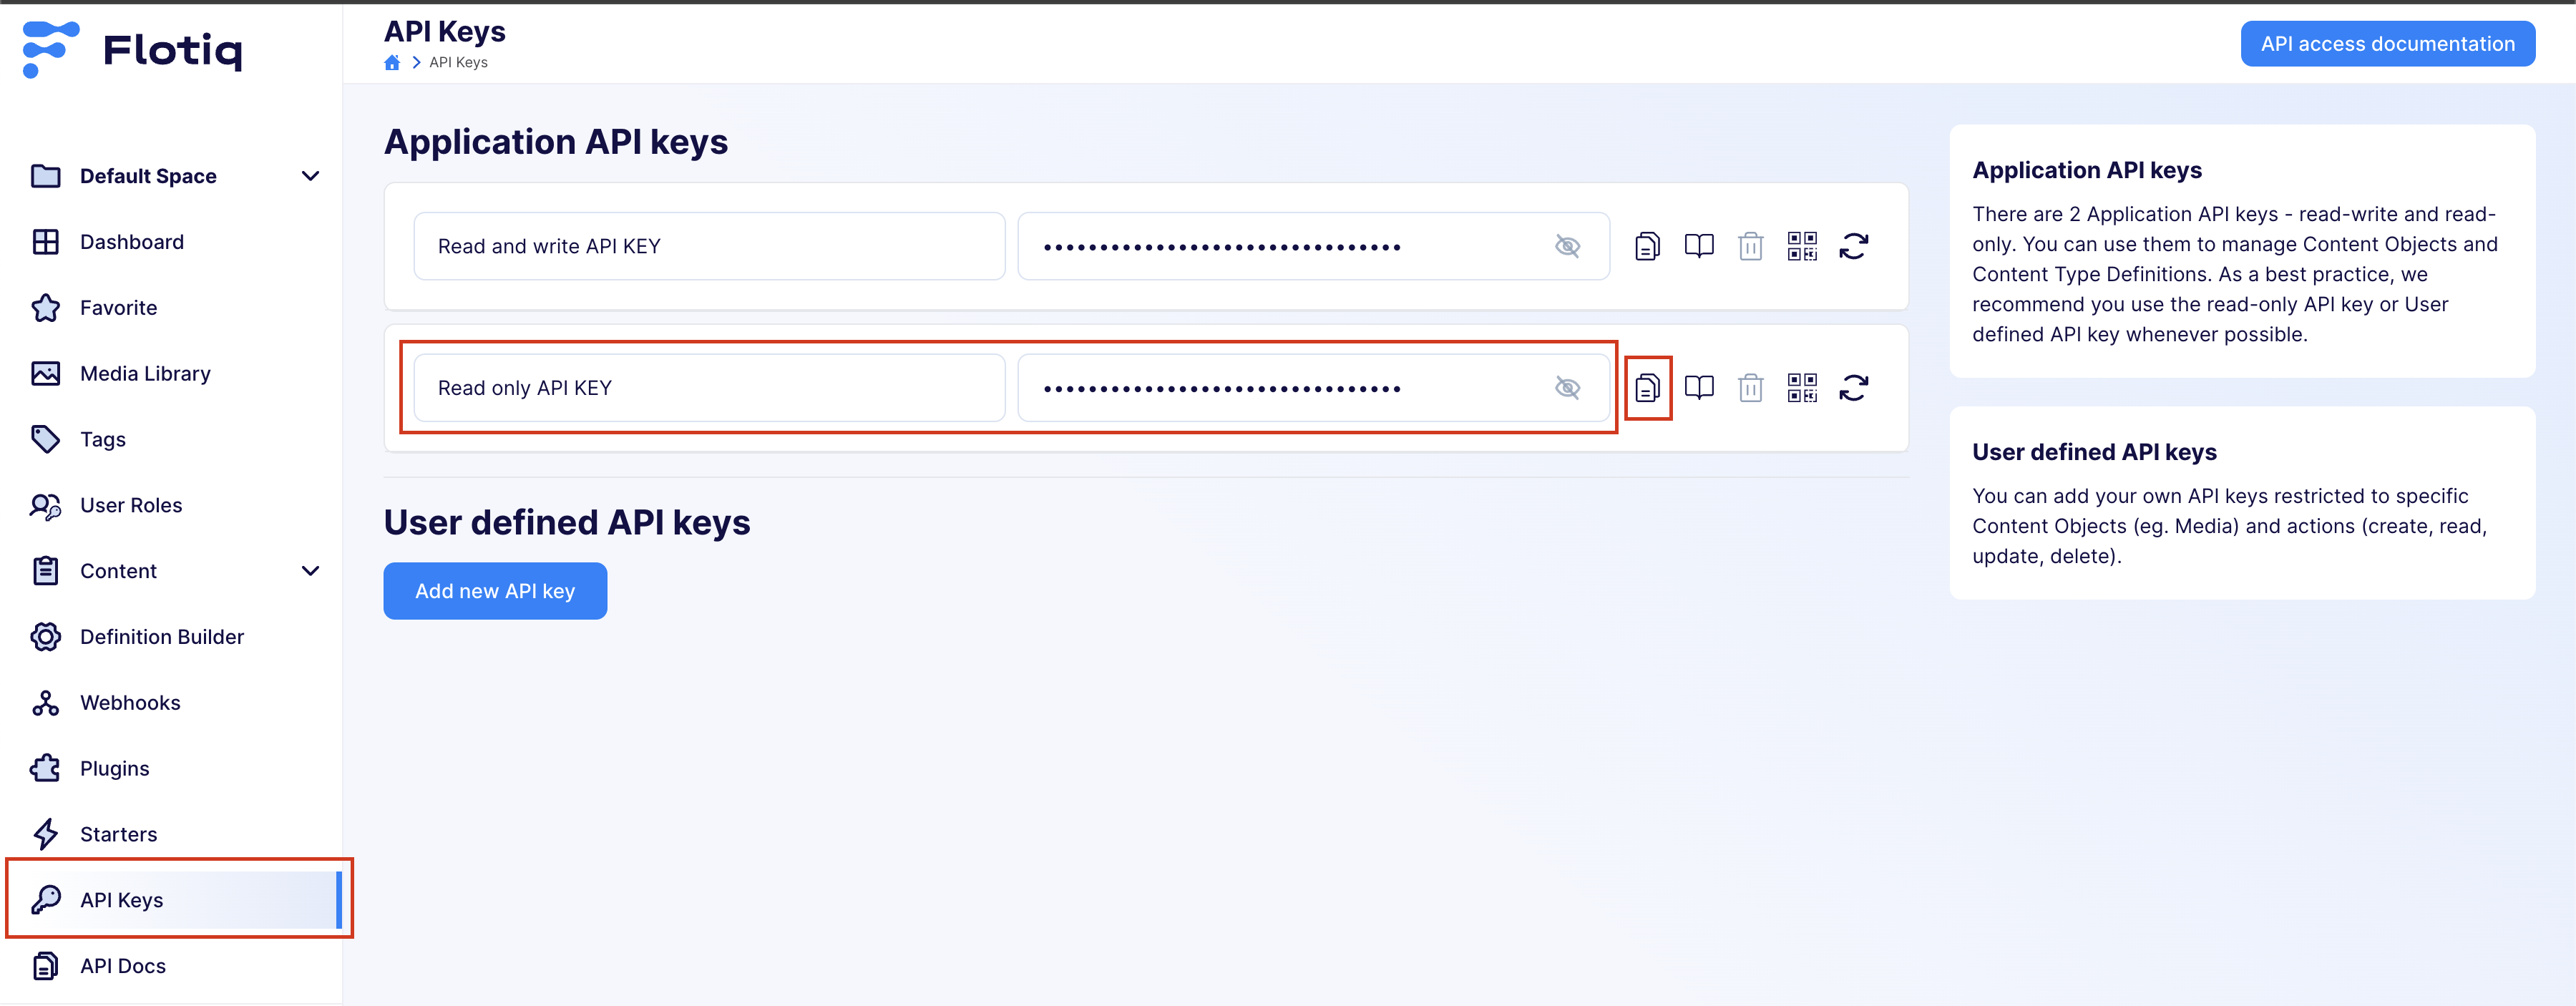 Flotiq
Default Space
Dashboard
Favorite
Media Library
Tags
User Roles
Content
Definition Builder
Webhooks
Plugins
Starters
API Keys
API Docs
API Keys
API Keys
API access documentation
Application API keys
Read and write API KEY
••••••••••••••••••••••••••••••••
Read only API KEY
••••••••••••••••••••••••••••••••
User defined API keys
Add new API key
Application API keys
There are 2 Application API keys - read-write and read-
only. You can use them to manage Content Objects and
Content Type Definitions. As a best practice, we
recommend you use the read-only API key or User
defined API key whenever possible.
User defined API keys
You can add your own API keys restricted to specific
Content Objects (eg. Media) and actions (create, read,
update, delete).